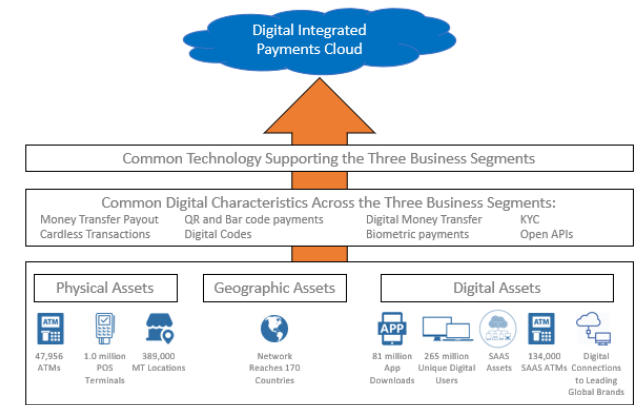 Digital Integrated
Payments Cloud
Common Technology Supporting the Three Business Segments
Common Digital Characteristics Across the Three Business Segments:
Money Transfer Payout QR and Bar code payments Digital Money Transfer KYC
Cardless Transactions Digital Codes Biometric payments Open APIs
Physical Assets Geographic Assets Digital Assets
ATM APP ATM
47,956 1.0 million 389,000 Network 81 million 265 million SAAS 134,000 Digital
ATMs POS MT Locations Reaches 170 App Unique Digital Assets SAAS ATMs Connections
Terminals Countries Downloads Users to Leading
Global Brands